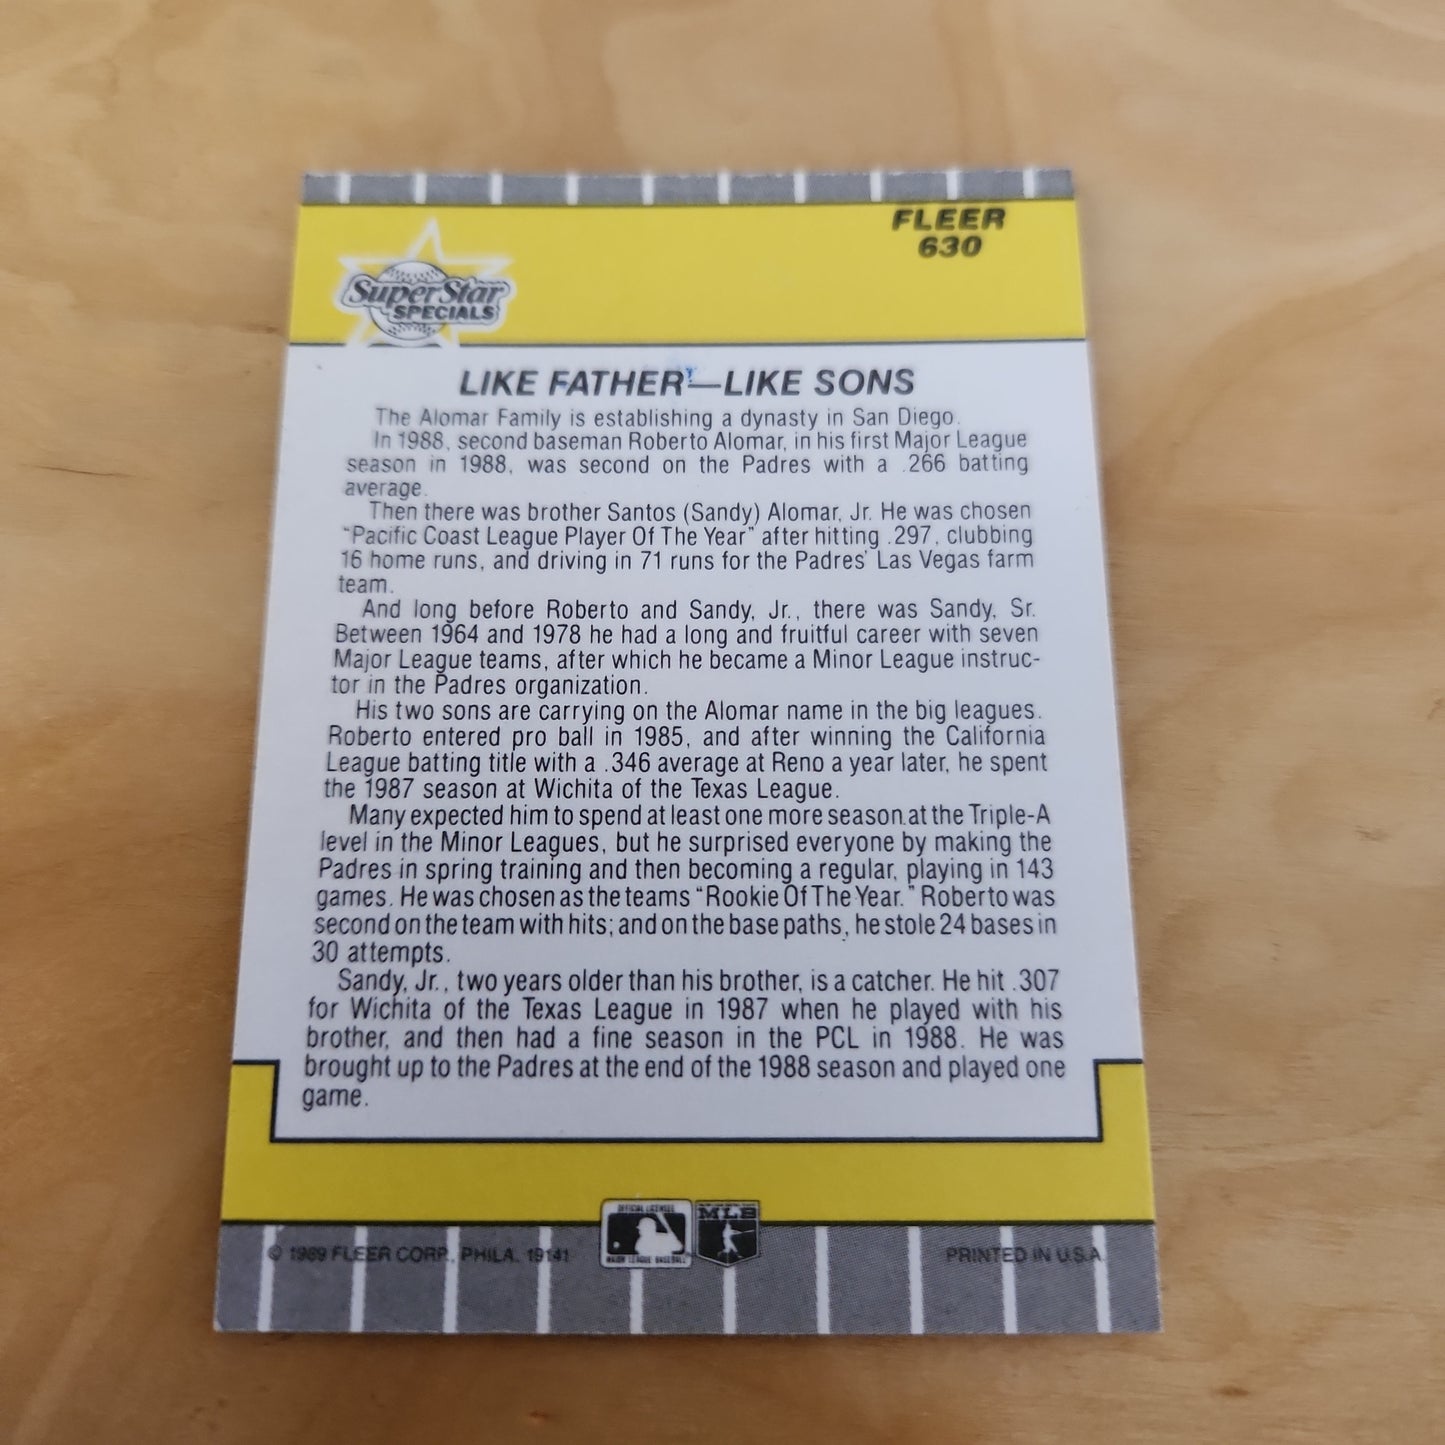 FLEER
630
Super Star
SPECIALS
LIKE FATHER—LIKE SONS
The Alomar Family is establishing a dynasty in San Diego.
In 1988, second baseman Roberto Alomar, in his first Major League
season in 1988, was second on the Padres with a .266 batting
average.
Then there was brother Santos (Sandy) Alomar, Jr. He was chosen
"Pacific Coast League Player Of The Year" after hitting .297, clubbing
16 home runs, and driving in 71 runs for the Padres' Las Vegas farm
team.
And long before Roberto and Sandy, Jr., there was Sandy, Sr.
Between 1964 and 1978 he had a long and fruitful career with seven
Major League teams, after which he became a Minor League instruc-
tor in the Padres organization.
His two sons are carrying on the Alomar name in the big leagues.
Roberto entered pro ball in 1985, and after winning the California
League batting title with a .346 average at Reno a year later, he spent
the 1987 season at Wichita of the Texas League.
Many expected him to spend at least one more season at the Triple-A
level in the Minor Leagues, but he surprised everyone by making the
Padres in spring training and then becoming a regular, playing in 143
games. He was chosen as the teams "Rookie Of The Year." Roberto was
second on the team with hits; and on the base paths, he stole 24 bases in
30 attempts.
Sandy, Jr., two years older than his brother, is a catcher. He hit .307
for Wichita of the Texas League in 1987 when he played with his
brother, and then had a fine season in the PCL in 1988. He was
brought up to the Padres at the end of the 1988 season and played one
game.
© 1989 FLEER CORP., PHILA. 19141
OFFICIAL LICENSEE
MAJOR LEAGUE BASEBALL
MLB
PRINTED IN U.S.A.